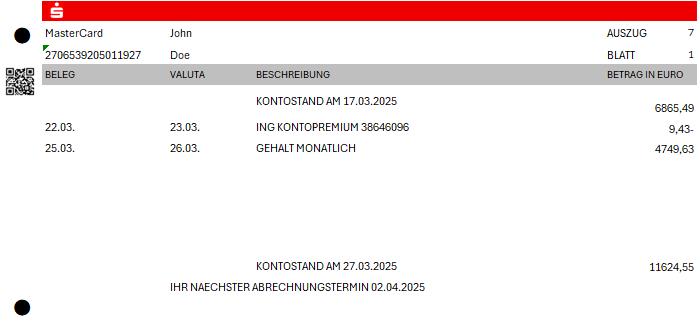 MasterCard John AUSZUG 7
2706539205011927 Doe BLATT 1
BELEG VALUTA BESCHREIBUNG BETRAG IN EURO
KONTOSTAND AM 17.03.2025 6865,49
22.03. 23.03. ING KONTOPREMIUM 38646096 9,43-
25.03. 26.03. GEHALT MONATLICH 4749,63
KONTOSTAND AM 27.03.2025 11624,55
IHR NAECHSTER ABRECHNUNGSTERMIN 02.04.2025